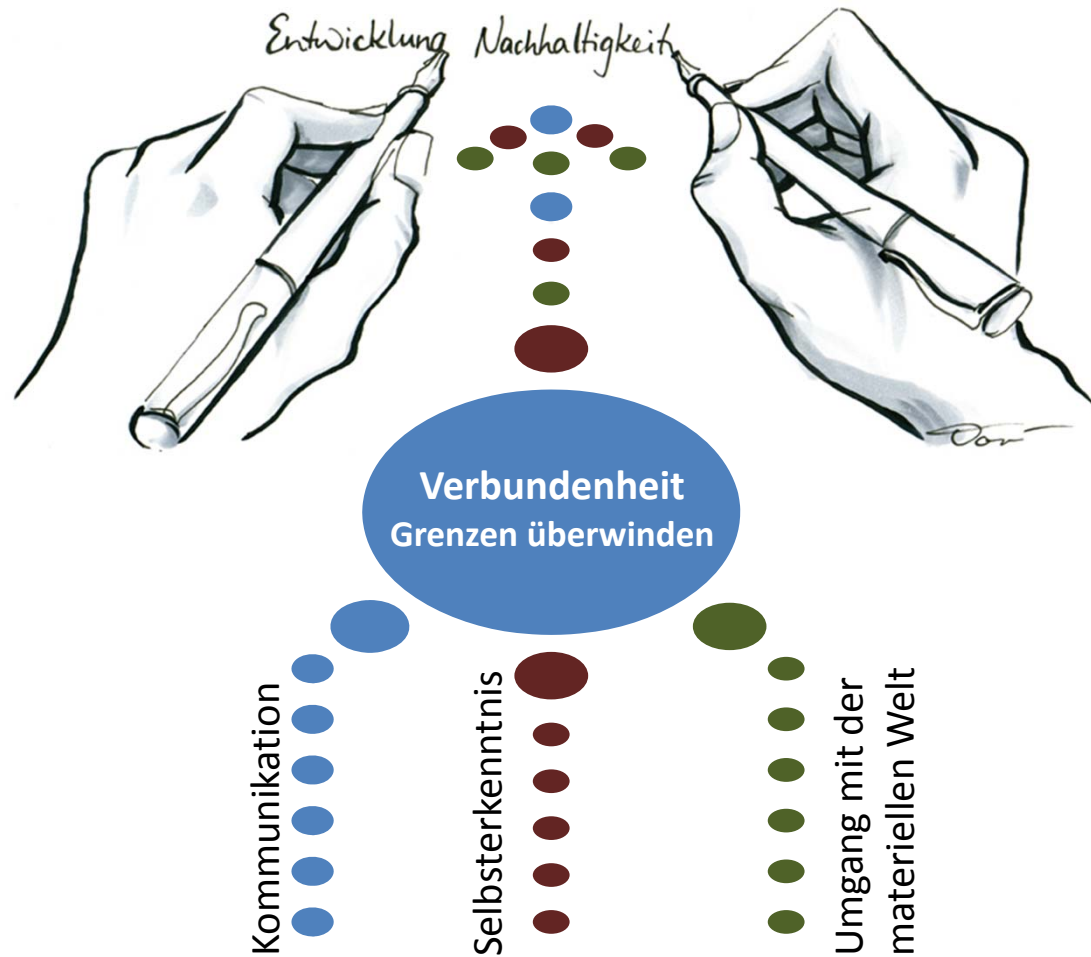 Entwicklung Nachhaltigkeit
Verbundenheit
Grenzen überwinden
Kommunikation
Selbsterkenntnis
Umgang mit der
materiellen Welt